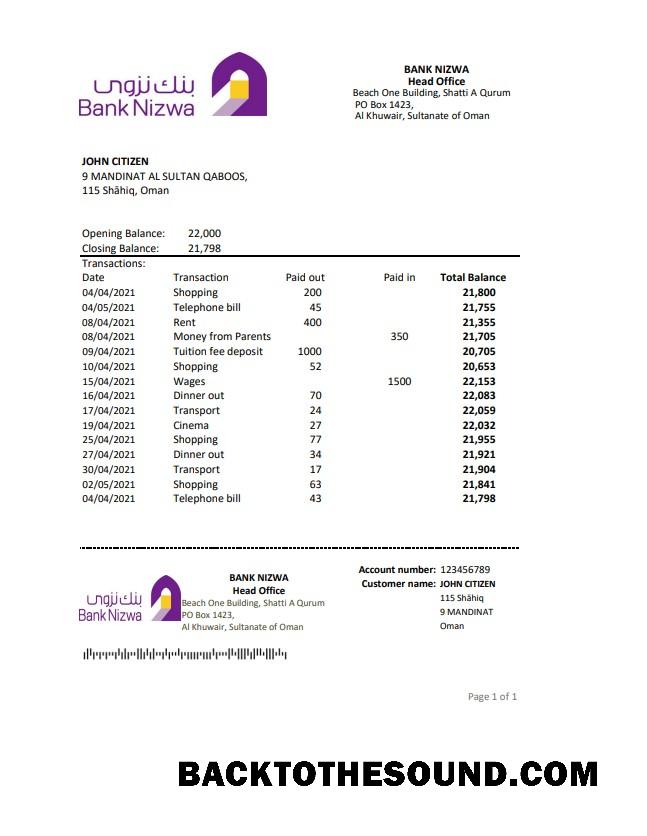 بنك نزوى
Bank Nizwa
BANK NIZWA
Head Office
Beach One Building, Shatti A Qurum
PO Box 1423,
Al Khuwair, Sultanate of Oman
JOHN CITIZEN
9 MANDINAT AL SULTAN QABOOS,
115 Shāhiq, Oman
Opening Balance: 22,000
Closing Balance: 21,798
Transactions:
Date Transaction Paid out Paid in Total Balance
04/04/2021 Shopping 200 21,800
04/05/2021 Telephone bill 45 21,755
08/04/2021 Rent 400 21,355
08/04/2021 Money from Parents 350 21,705
09/04/2021 Tuition fee deposit 1000 20,705
10/04/2021 Shopping 52 20,653
15/04/2021 Wages 1500 22,153
16/04/2021 Dinner out 70 22,083
17/04/2021 Transport 24 22,059
19/04/2021 Cinema 27 22,032
25/04/2021 Shopping 77 21,955
27/04/2021 Dinner out 34 21,921
30/04/2021 Transport 17 21,904
02/05/2021 Shopping 63 21,841
04/04/2021 Telephone bill 43 21,798
بنك نزوى
Bank Nizwa
BANK NIZWA
Head Office
Beach One Building, Shatti A Qurum
PO Box 1423,
Al Khuwair, Sultanate of Oman
Account number: 123456789
Customer name: JOHN CITIZEN
115 Shāhiq
9 MANDINAT
Oman
Page 1 of 1
BACKTOTHESOUND.COM